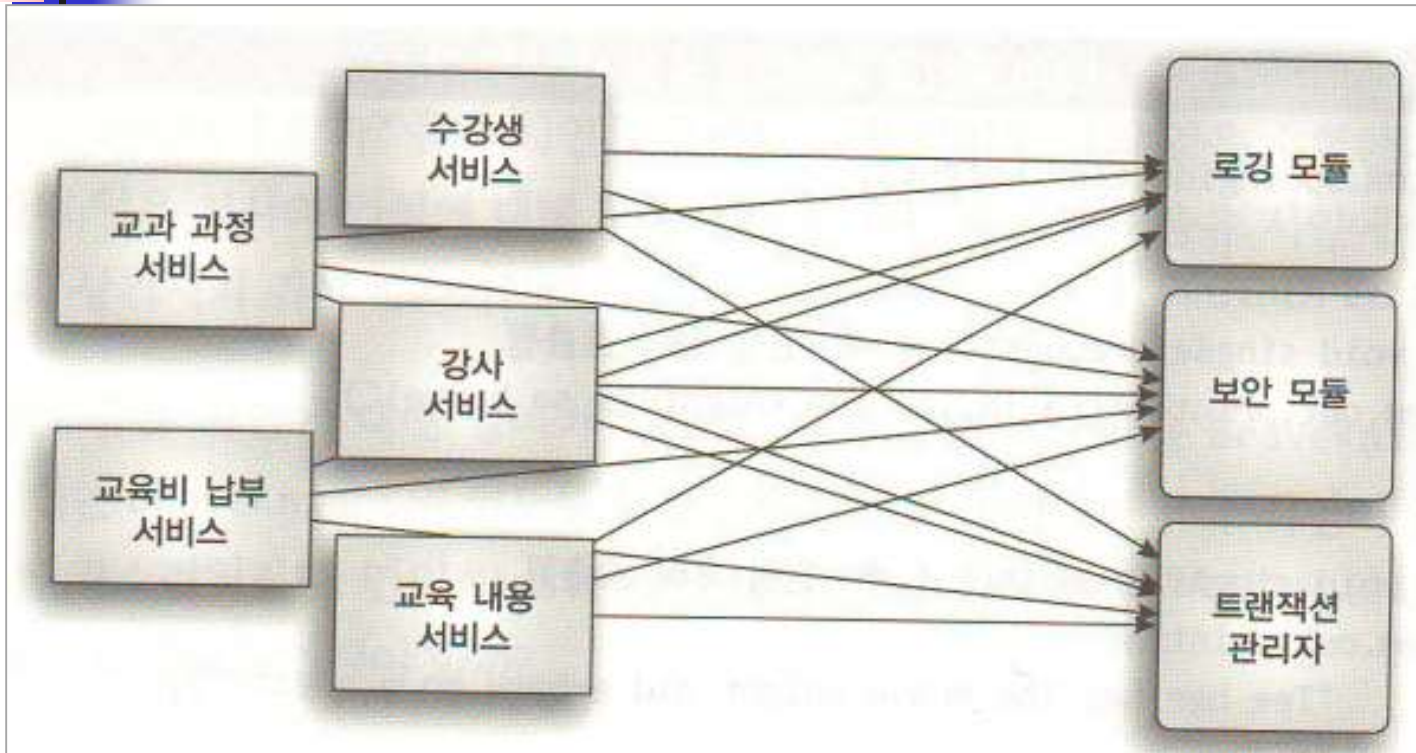 수강생
서비스
교과 과정
서비스
강사
서비스
교육비 납부
서비스
교육 내용
서비스
로깅 모듈
보안 모듈
트랜잭션
관리자